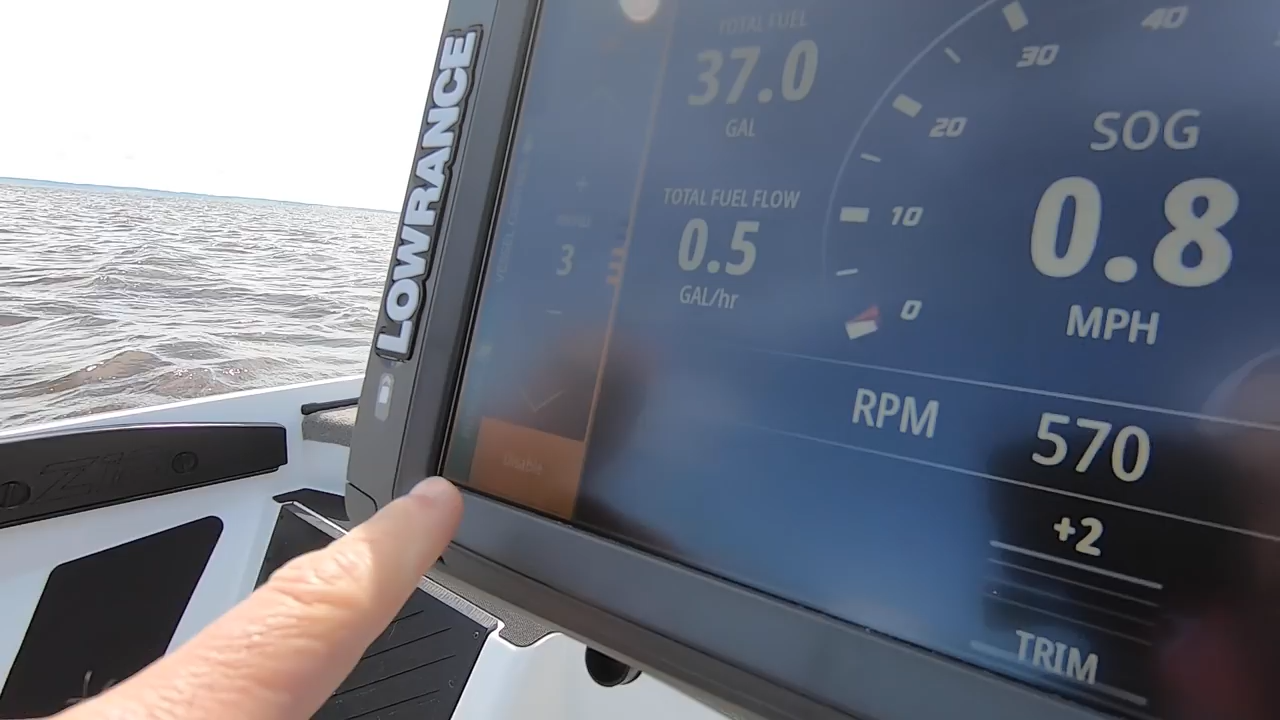 LOWRANCE
TOTAL FUEL
37.0
GAL
TOTAL FUEL FLOW
0.5
GAL/hr
3
Disable
40
30
20
10
0
SOG
0.8
MPH
RPM
570
+2
TRIM